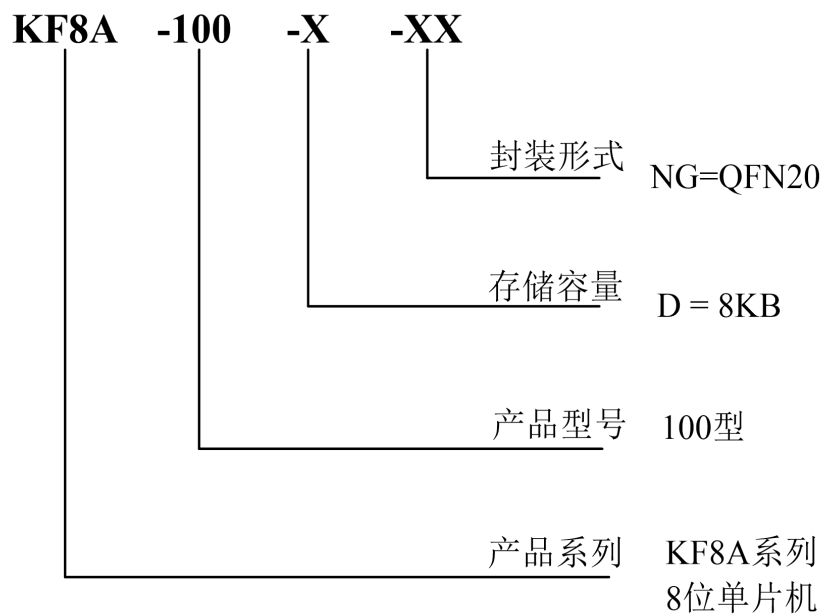 KF8A -100 -X -XX
封装形式 NG=QFN20
存储容量 D = 8KB
产品型号 100型
产品系列 KF8A系列
8位单片机